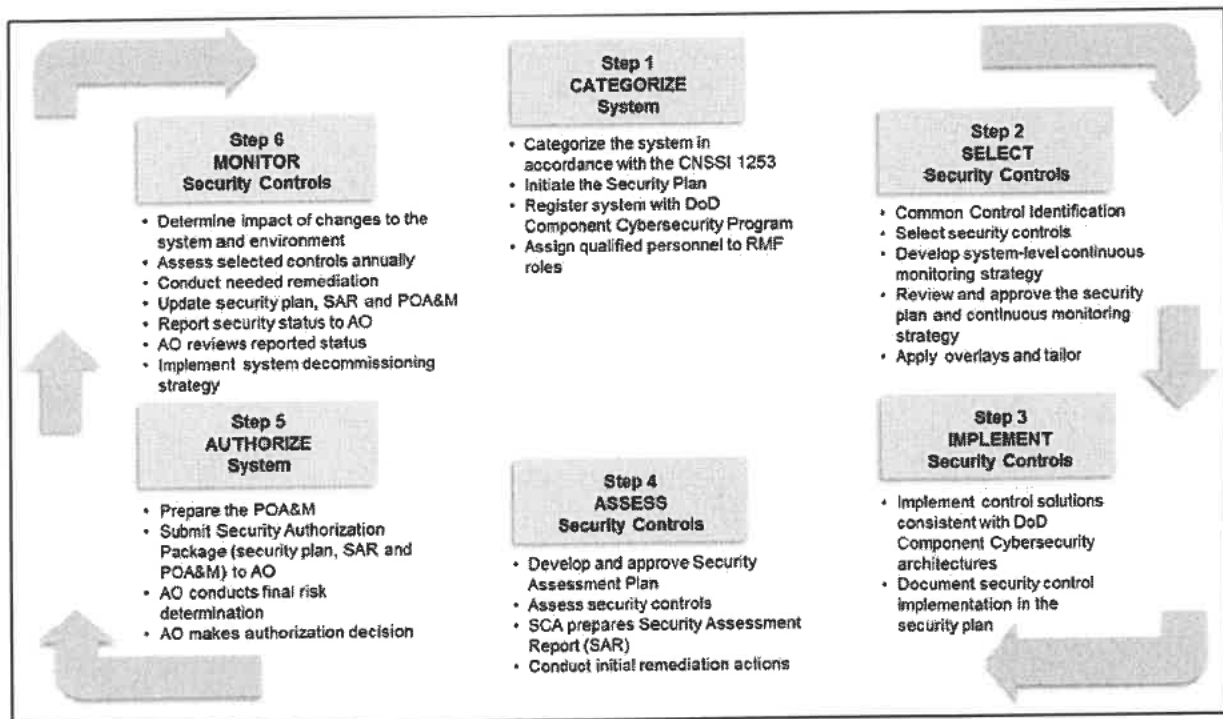 Step 1
CATEGORIZE
System
• Categorize the system in
accordance with the CNSSI 1253
• Initiate the Security Plan
• Register system with DoD
Component Cybersecurity Program
• Assign qualified personnel to RMF
roles
Step 2
SELECT
Security Controls
• Common Control Identification
• Select security controls
• Develop system-level continuous
monitoring strategy
• Review and approve the security
plan and continuous monitoring
strategy
• Apply overlays and tailor
Step 3
IMPLEMENT
Security Controls
• Implement control solutions
consistent with DoD
Component Cybersecurity
architectures
• Document security control
implementation in the
security plan
Step 4
ASSESS
Security Controls
• Develop and approve Security
Assessment Plan
• Assess security controls
• SCA prepares Security Assessment
Report (SAR)
• Conduct initial remediation actions
Step 5
AUTHORIZE
System
• Prepare the POA&M
• Submit Security Authorization
Package (security plan, SAR and
POA&M) to AO
• AO conducts final risk
determination
• AO makes authorization decision
Step 6
MONITOR
Security Controls
• Determine impact of changes to the
system and environment
• Assess selected controls annually
• Conduct needed remediation
• Update security plan, SAR and POA&M
• Report security status to AO
• AO reviews reported status
• Implement system decommissioning
strategy